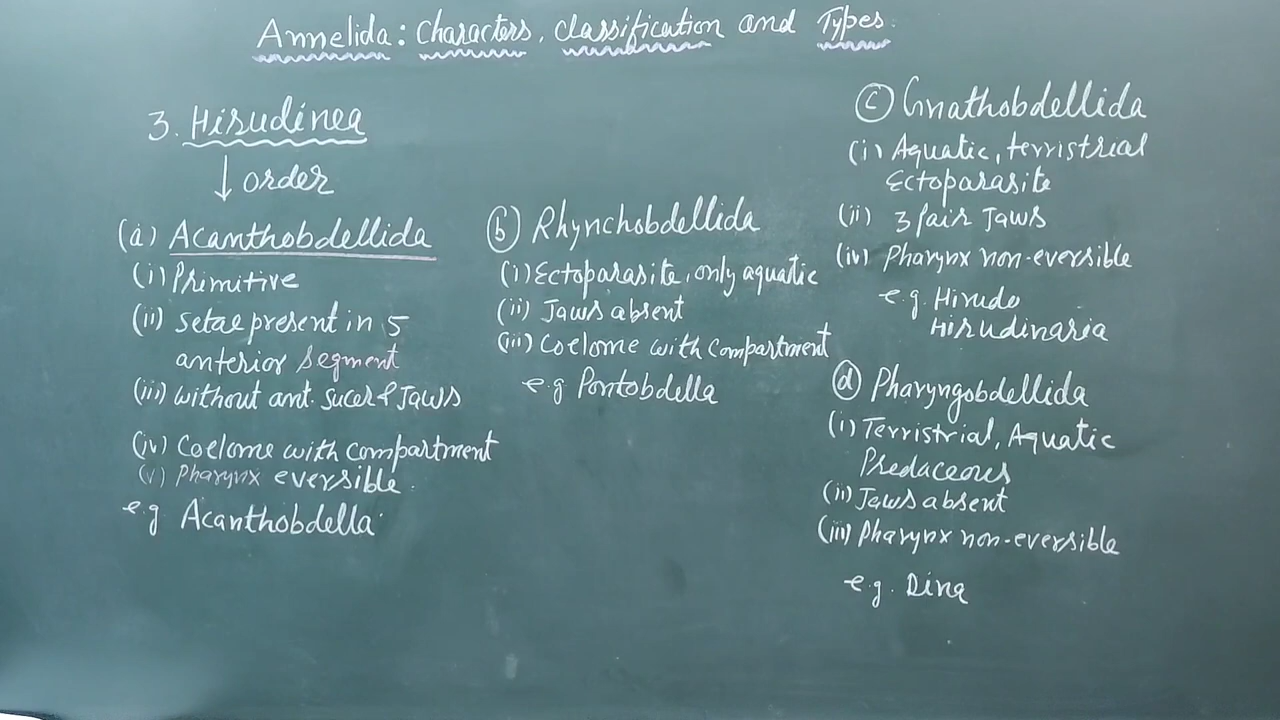 Annelida: Characters, Classification and Types.
3. Hirudinea
↓ order
(a) Acanthobdellida
(i) Primitive
(ii) Setae present in 5
anterior segment
(iii) without ant. sucer & Jaws
(iv) Coelome with compartment
(v) Pharynx eversible.
e.g Acanthobdella
(b) Rhynchobdellida
(i) Ectoparasite, only aquatic
(ii) Jaws absent
(iii) Coelome with compartment
e.g Pontobdella
(c) Gnathobdellida
(i) Aquatic, terristrial
Ectoparasite
(ii) 3 pair Jaws
(iv) Pharynx non-eversible
e.g. Hirudo
Hirudinaria
(d) Pharyngobdellida
(i) Terristrial, Aquatic
Predaceous
(ii) Jaws absent
(iii) Pharynx non-eversible
e.g. Dina